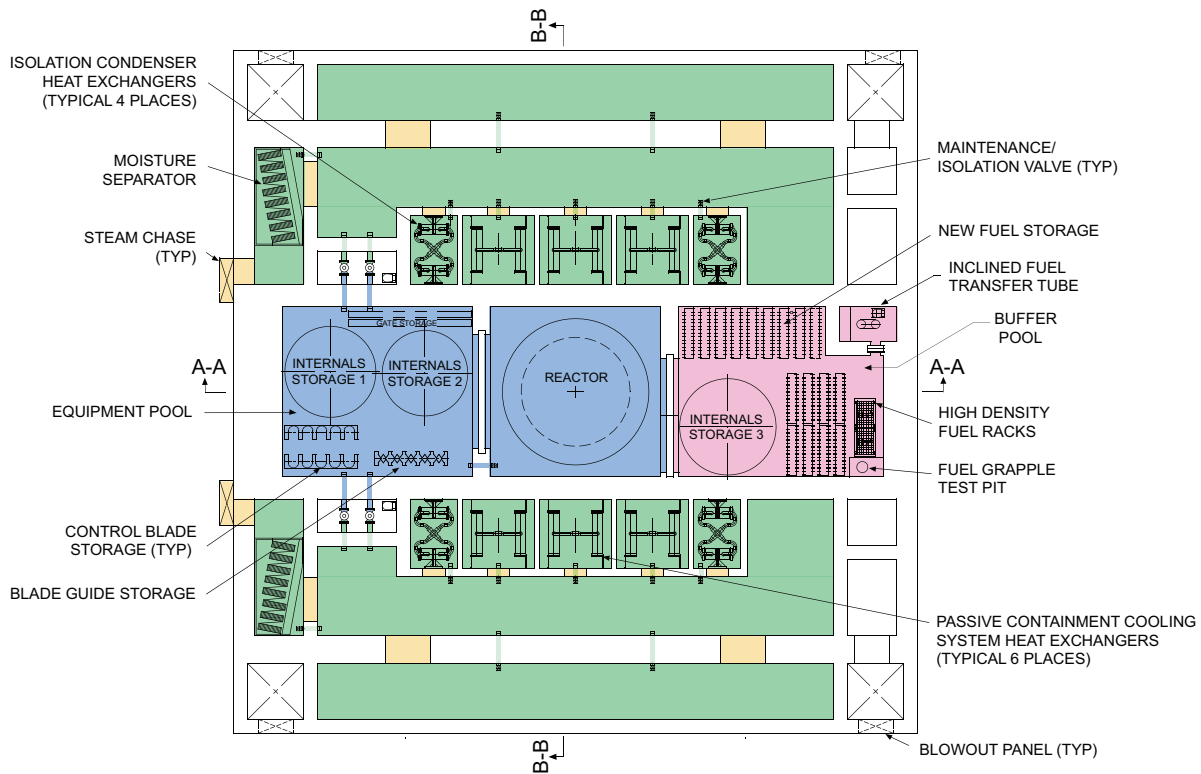 B-B
ISOLATION CONDENSER
HEAT EXCHANGERS
(TYPICAL 4 PLACES)
MOISTURE
SEPARATOR
STEAM CHASE
(TYP)
A-A
EQUIPMENT POOL
CONTROL BLADE
STORAGE (TYP)
BLADE GUIDE STORAGE
GATE STORAGE
INTERNALS
STORAGE 1
INTERNALS
STORAGE 2
REACTOR
INTERNALS
STORAGE 3
MAINTENANCE/
ISOLATION VALVE (TYP)
NEW FUEL STORAGE
INCLINED FUEL
TRANSFER TUBE
BUFFER
POOL
A-A
HIGH DENSITY
FUEL RACKS
FUEL GRAPPLE
TEST PIT
PASSIVE CONTAINMENT COOLING
SYSTEM HEAT EXCHANGERS
(TYPICAL 6 PLACES)
BLOWOUT PANEL (TYP)
B-B